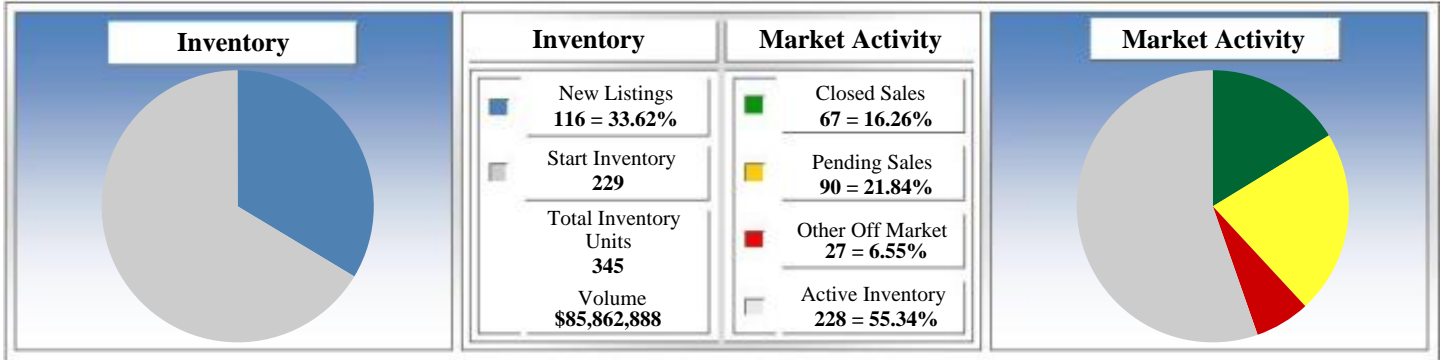 Inventory
Inventory
New Listings
116 = 33.62%
Start Inventory
229
Total Inventory
Units
345
Volume
$85,862,888
Market Activity
Closed Sales
67 = 16.26%
Pending Sales
90 = 21.84%
Other Off Market
27 = 6.55%
Active Inventory
228 = 55.34%
Market Activity